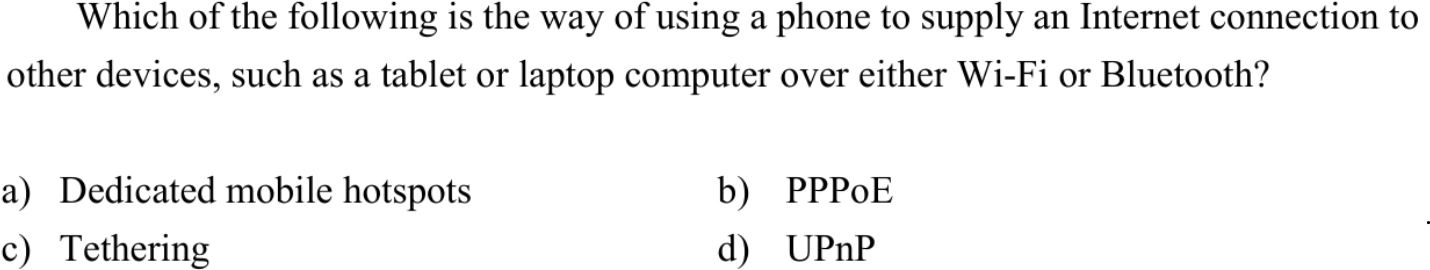 Which of the following is the way of using a phone to supply an Internet connection to
other devices, such as a tablet or laptop computer over either Wi-Fi or Bluetooth?
a) Dedicated mobile hotspots b) PPPoE
c) Tethering d) UPnP